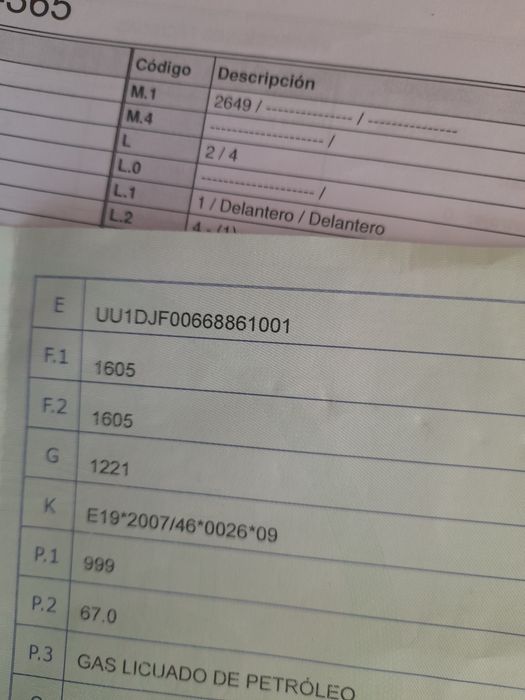 Código Descripción
M.1 2649 / --------------- / ---------------
M.4 -------------------- /
L 2 / 4
L.0 -------------------- /
L.1 1 / Delantero / Delantero
L.2
E UU1DJF00668861001
F.1 1605
F.2 1605
G 1221
K E19*2007/46*0026*09
P.1 999
P.2 67.0
P.3 GAS LICUADO DE PETRÓLEO